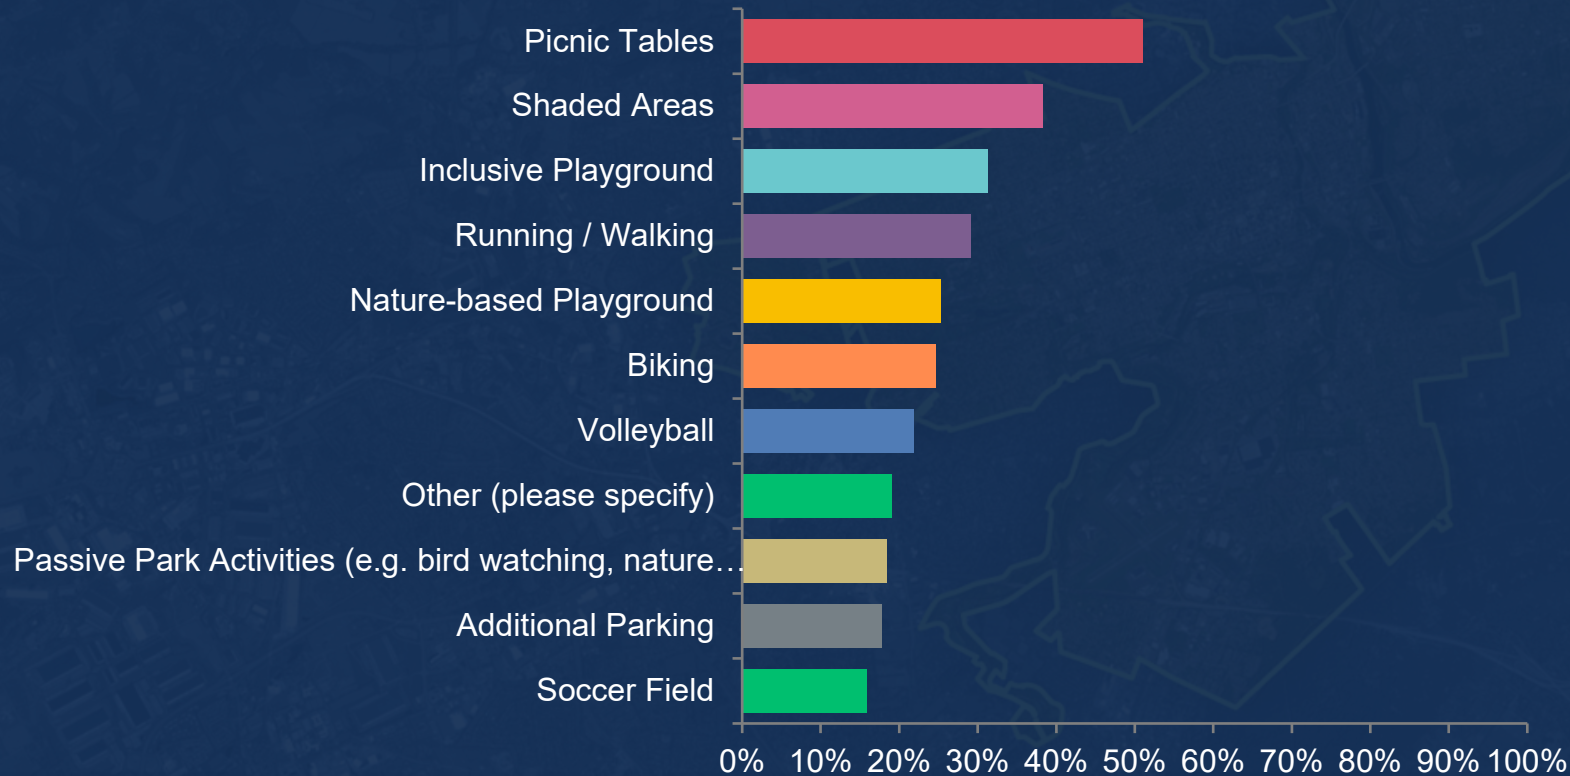 Picnic Tables
Shaded Areas
Inclusive Playground
Running / Walking
Nature-based Playground
Biking
Volleyball
Other (please specify)
Passive Park Activities (e.g. bird watching, nature…
Additional Parking
Soccer Field
0% 10% 20% 30% 40% 50% 60% 70% 80% 90% 100%